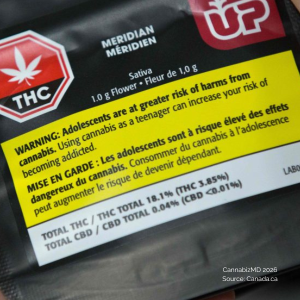 UP
MERIDIAN
MÉRIDIEN
THC
Sativa
1.0 g Flower • Fleur de 1,0 g
WARNING: Adolescents are at greater risk of harms from
cannabis. Using cannabis as a teenager can increase your risk of
becoming addicted.
MISE EN GARDE : Les adolescents sont à risque élevé des effets
dangereux du cannabis. Consommer du cannabis à l'adolescence
peut augmenter le risque de devenir dépendant.
TOTAL THC / THC TOTAL 18.1% (THC 3.85%)
TOTAL CBD / CBD TOTAL 0.04% (CBD <0.01%)
CannabizMD 2026
Source: Canada.ca